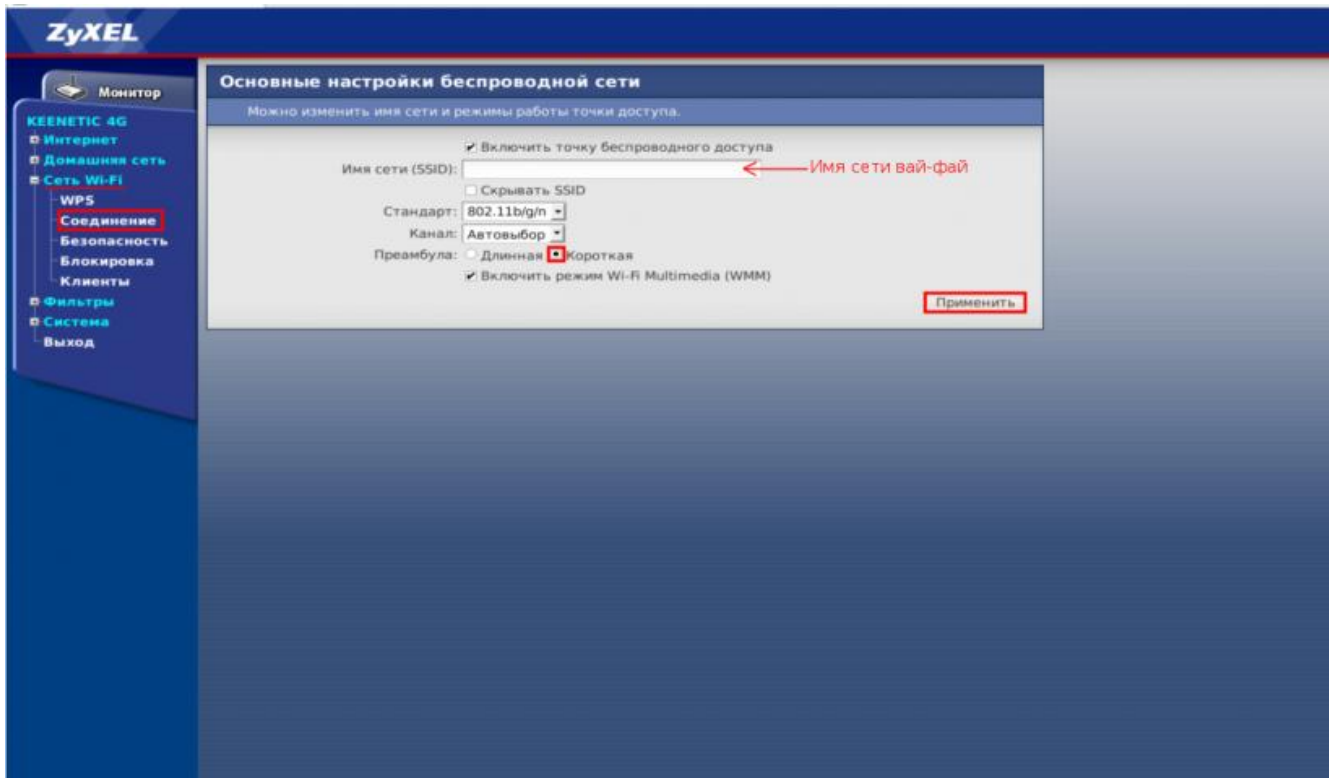 ZyXEL
Монитор
KEENETIC 4G
Интернет
Домашняя сеть
Сеть Wi-Fi
WPS
Соединение
Безопасность
Блокировка
Клиенты
Фильтры
Система
Выход
Основные настройки беспроводной сети
Можно изменить имя сети и режимы работы точки доступа.
Включить точку беспроводного доступа
Имя сети (SSID): Имя сети вай-фай
Скрывать SSID
Стандарт: 802.11b/g/n
Канал: Автовыбор
Преамбула: Длинная Короткая
Включить режим Wi-Fi Multimedia (WMM)
Применить